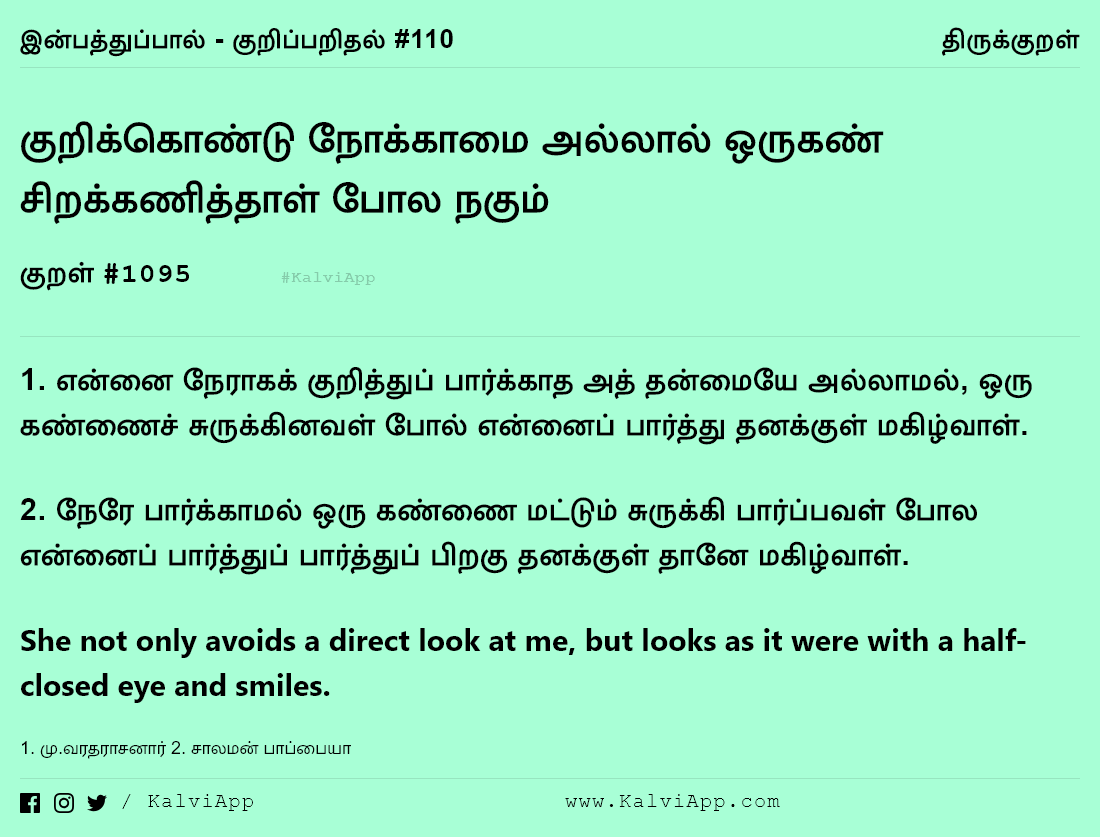 இன்பத்துப்பால் - குறிப்பறிதல் #110
திருக்குறள்
குறிக்கொண்டு நோக்காமை அல்லால் ஒருகண்
சிறக்கணித்தாள் போல நகும்
குறள் #1095
#KalviApp
1. என்னை நேராகக் குறித்துப் பார்க்காத அத் தன்மையே அல்லாமல், ஒரு
கண்ணைச் சுருக்கினவள் போல் என்னைப் பார்த்து தனக்குள் மகிழ்வாள்.
2. நேரே பார்க்காமல் ஒரு கண்ணை மட்டும் சுருக்கி பார்ப்பவள் போல
என்னைப் பார்த்துப் பார்த்துப் பிறகு தனக்குள் தானே மகிழ்வாள்.
She not only avoids a direct look at me, but looks as it were with a half-
closed eye and smiles.
1. மு.வரதராசனார் 2. சாலமன் பாப்பையா
/ KalviApp
www.KalviApp.com